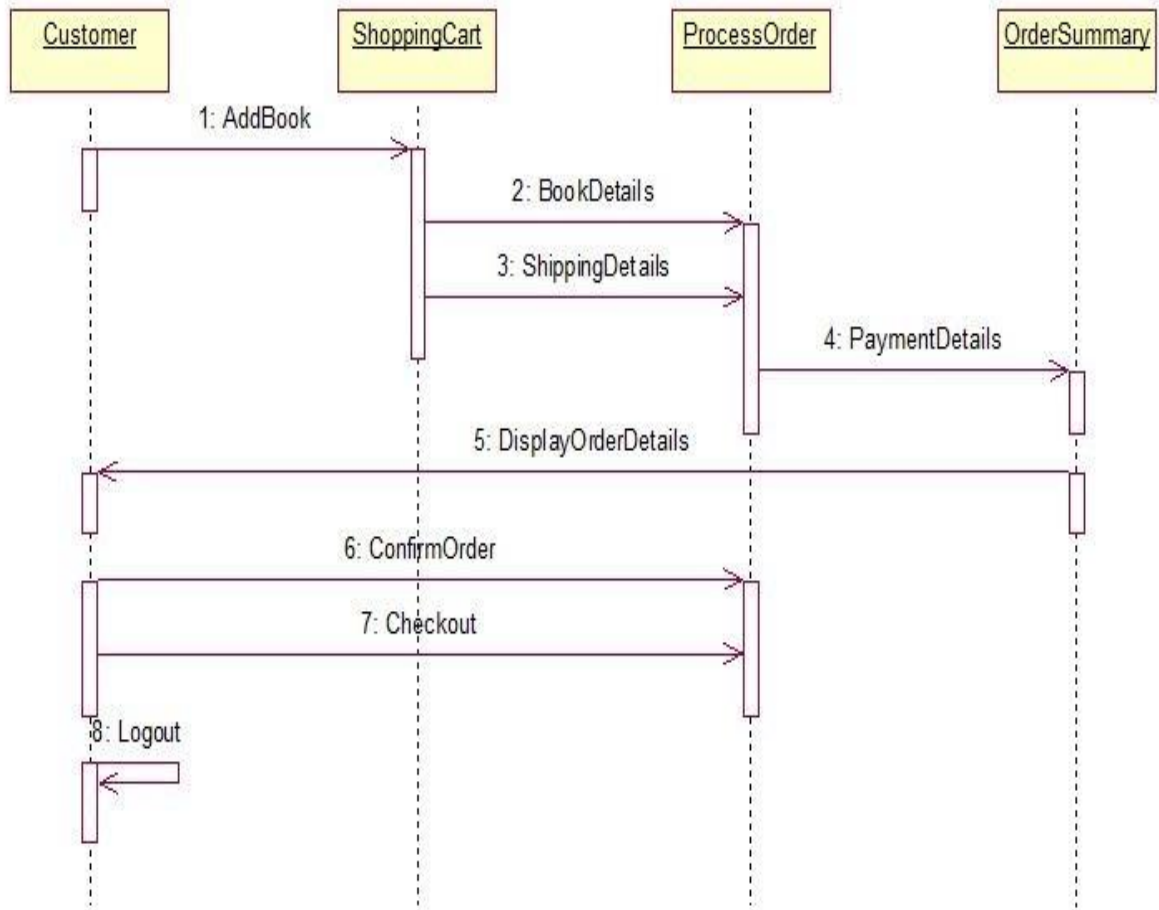 Customer
ShoppingCart
ProcessOrder
OrderSummary
1: AddBook
2: BookDetails
3: ShippingDetails
4: PaymentDetails
5: DisplayOrderDetails
6: ConfirmOrder
7: Checkout
8: Logout